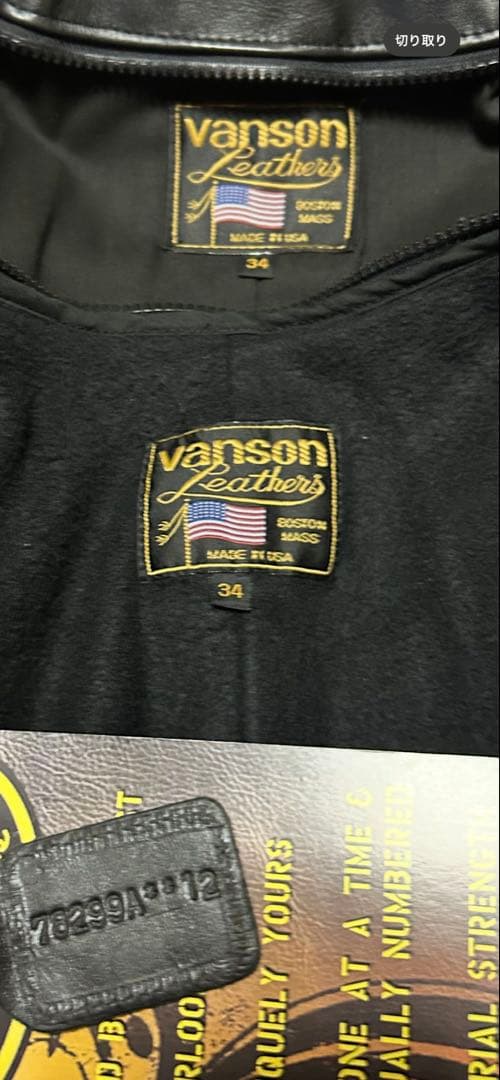 切り取り
vanson
Leathers
BOSTON
MASS
MADE IN USA
34
vanson
Leathers
BOSTON
MASS
MADE IN USA
34
78299A**12
QUELY YOURS
ONE AT A TIME &
ALLY NUMBERED
RIAL STRENGTH